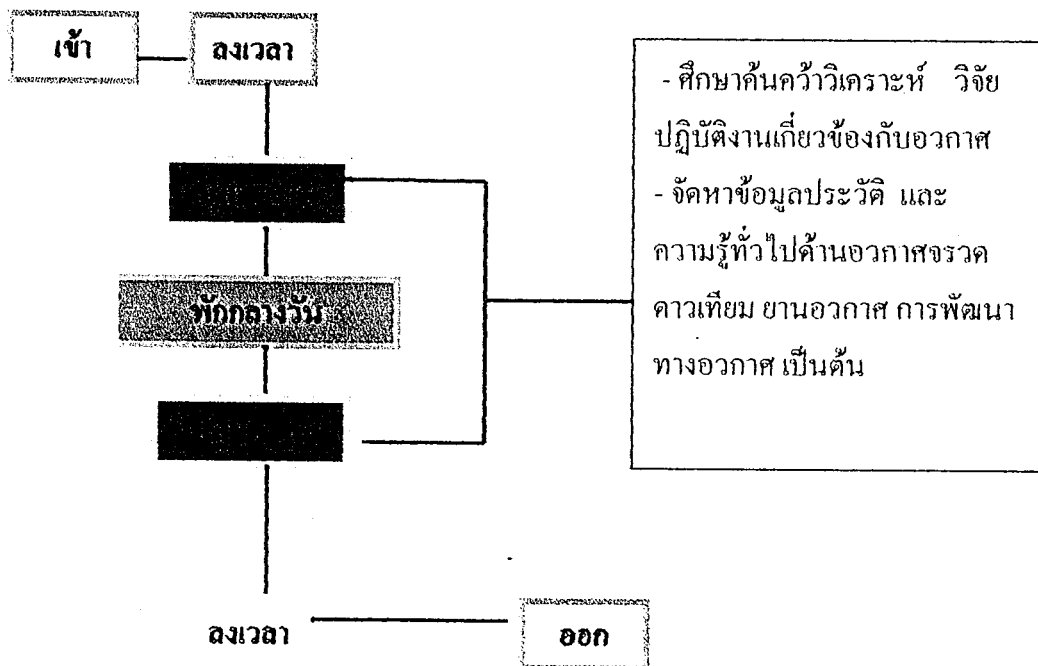 เข้า
ลงเวลา
- ศึกษาค้นคว้าวิเคราะห์ วิจัย
ปฏิบัติงานเกี่ยวข้องกับอวกาศ
- จัดหาข้อมูลประวัติ และ
ความรู้ทั่วไปด้านอวกาศจรวด
ดาวเทียม ยานอวกาศ การพัฒนา
ทางอวกาศ เป็นต้น
พักกลางวัน
ลงเวลา
ออก